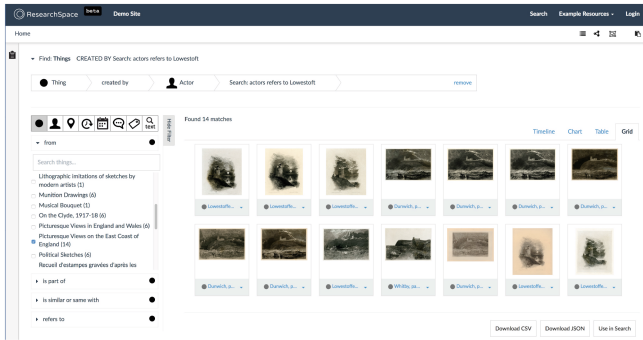 ResearchSpace beta Demo Site Search Example Resources Login
Home
Find: Things CREATED BY Search: actors refers to Lowestoft
Thing created by Actor Search: actors refers to Lowestoft remove
text
Hide Filter
Found 14 matches
Timeline Chart Table Grid
from
Search things...
Lithographic imitations of sketches by
modern artists (1)
Munition Drawings (6)
Musical Bouquet (1)
On the Clyde, 1917-18 (6)
Picturesque Views in England and Wales (6)
Picturesque Views on the East Coast of
England (14)
Political Sketches (6)
Recueil d'estampes gravées d'après les
is part of
is similar or same with
refers to
Lowestoffe... Lowestoffe... Lowestoffe... Dunwich, p... Dunwich, p... Dunwich, p... Dunwich, p...
Dunwich, p... Dunwich, p... Lowestoffe... Whitby, pa... Dunwich, p... Lowestoffe... Lowestoffe...
Download CSV Download JSON Use in Search